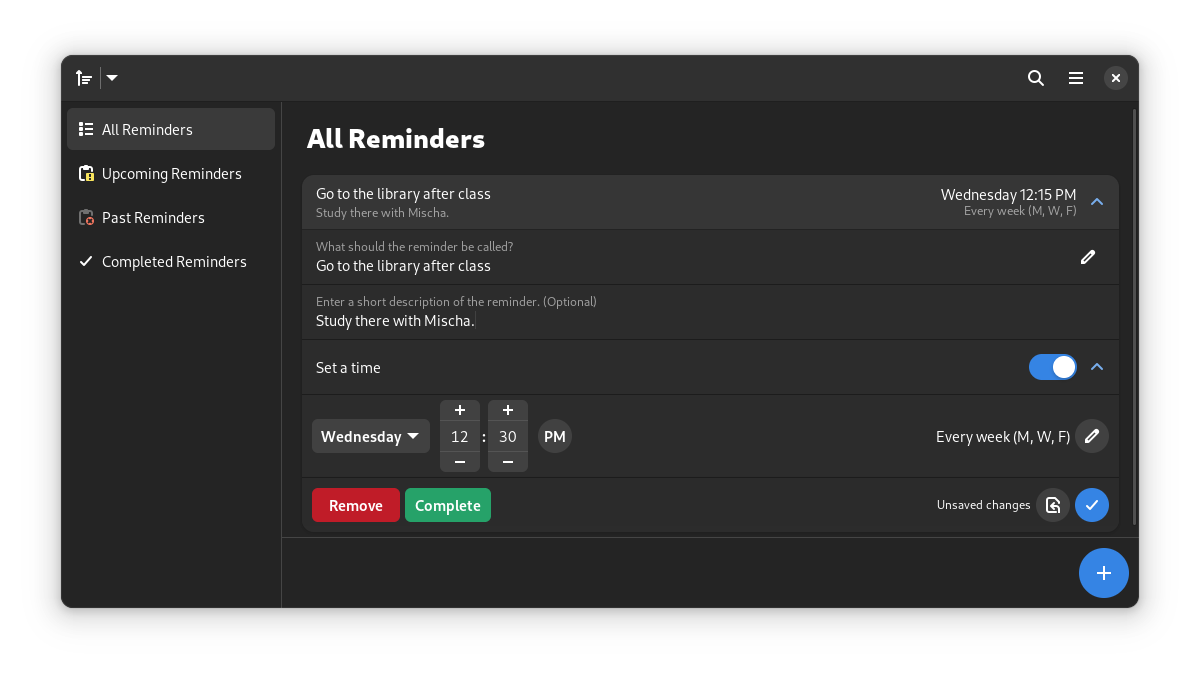 All Reminders
Upcoming Reminders
Past Reminders
Completed Reminders
All Reminders
Go to the library after class
Study there with Mischa.
Wednesday 12:15 PM
Every week (M, W, F)
What should the reminder be called?
Go to the library after class
Enter a short description of the reminder. (Optional)
Study there with Mischa.
Set a time
Wednesday 12 : 30 PM Every week (M, W, F)
Remove Complete Unsaved changes